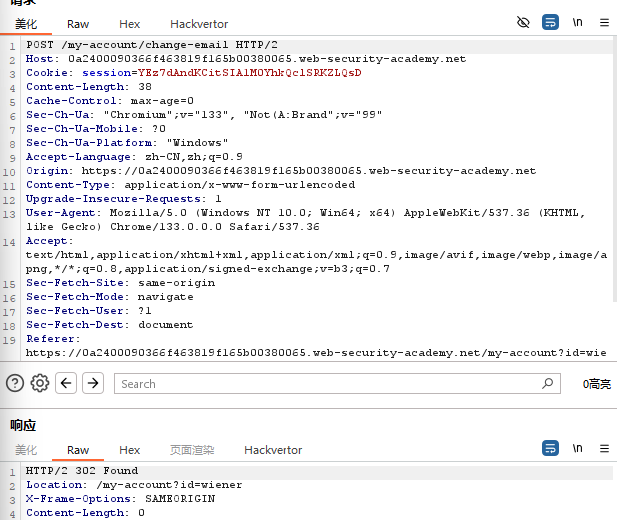 请求
美化 Raw Hex Hackvertor \n
1 POST /my-account/change-email HTTP/2
2 Host: 0a2400090366f463819f165b00380065.web-security-academy.net
3 Cookie: session=YEz7dAndKCitSIAlM0YhkQclSRKZLQsD
4 Content-Length: 38
5 Cache-Control: max-age=0
6 Sec-Ch-Ua: "Chromium";v="133", "Not(A:Brand";v="99"
7 Sec-Ch-Ua-Mobile: ?0
8 Sec-Ch-Ua-Platform: "Windows"
9 Accept-Language: zh-CN,zh;q=0.9
10 Origin: https://0a2400090366f463819f165b00380065.web-security-academy.net
11 Content-Type: application/x-www-form-urlencoded
12 Upgrade-Insecure-Requests: 1
13 User-Agent: Mozilla/5.0 (Windows NT 10.0; Win64; x64) AppleWebKit/537.36 (KHTML,
like Gecko) Chrome/133.0.0.0 Safari/537.36
14 Accept:
text/html,application/xhtml+xml,application/xml;q=0.9,image/avif,image/webp,image/a
png,*/*;q=0.8,application/signed-exchange;v=b3;q=0.7
15 Sec-Fetch-Site: same-origin
16 Sec-Fetch-Mode: navigate
17 Sec-Fetch-User: ?1
18 Sec-Fetch-Dest: document
19 Referer:
https://0a2400090366f463819f165b00380065.web-security-academy.net/my-account?id=wie
Search 0高亮
响应
美化 Raw Hex 页面渲染 Hackvertor \n
1 HTTP/2 302 Found
2 Location: /my-account?id=wiener
3 X-Frame-Options: SAMEORIGIN
4 Content-Length: 0